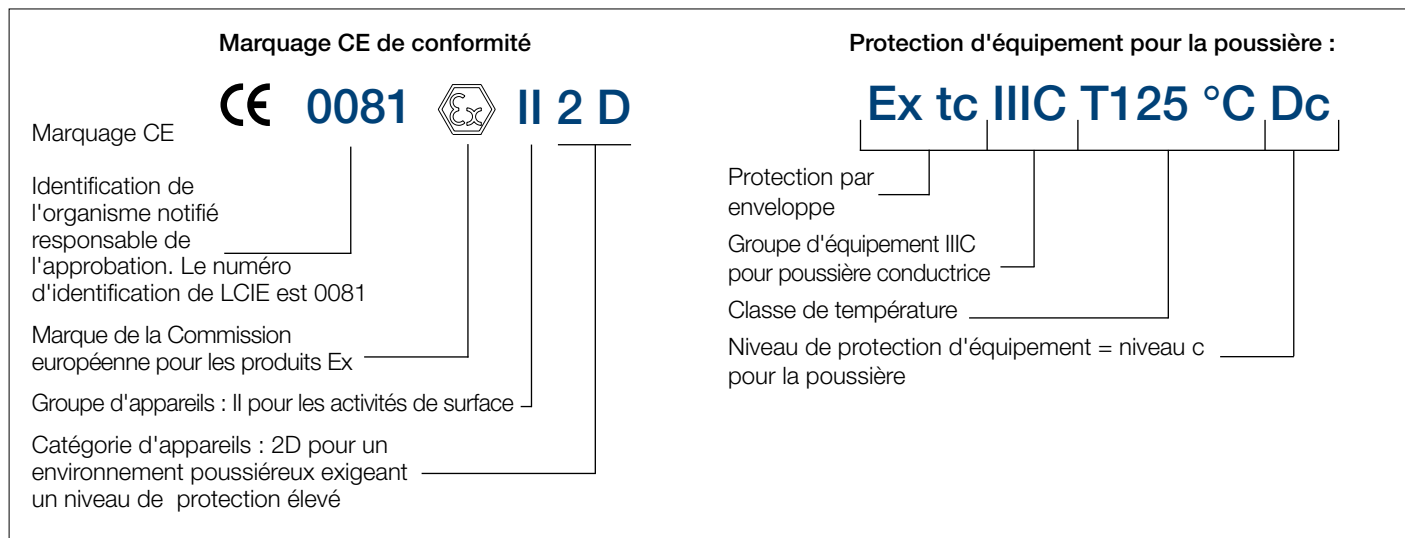 Marquage CE de conformité
CE 0081 Ex II 2 D
Marquage CE
Identification de
l'organisme notifié
responsable de
l'approbation. Le numéro
d'identification de LCIE est 0081
Marque de la Commission
européenne pour les produits Ex
Groupe d'appareils : II pour les activités de surface
Catégorie d'appareils : 2D pour un
environnement poussiéreux exigeant
un niveau de protection élevé
Protection d'équipement pour la poussière :
Ex tc IIIC T125 °C Dc
Protection par
enveloppe
Groupe d'équipement IIIC
pour poussière conductrice
Classe de température
Niveau de protection d'équipement = niveau c
pour la poussière